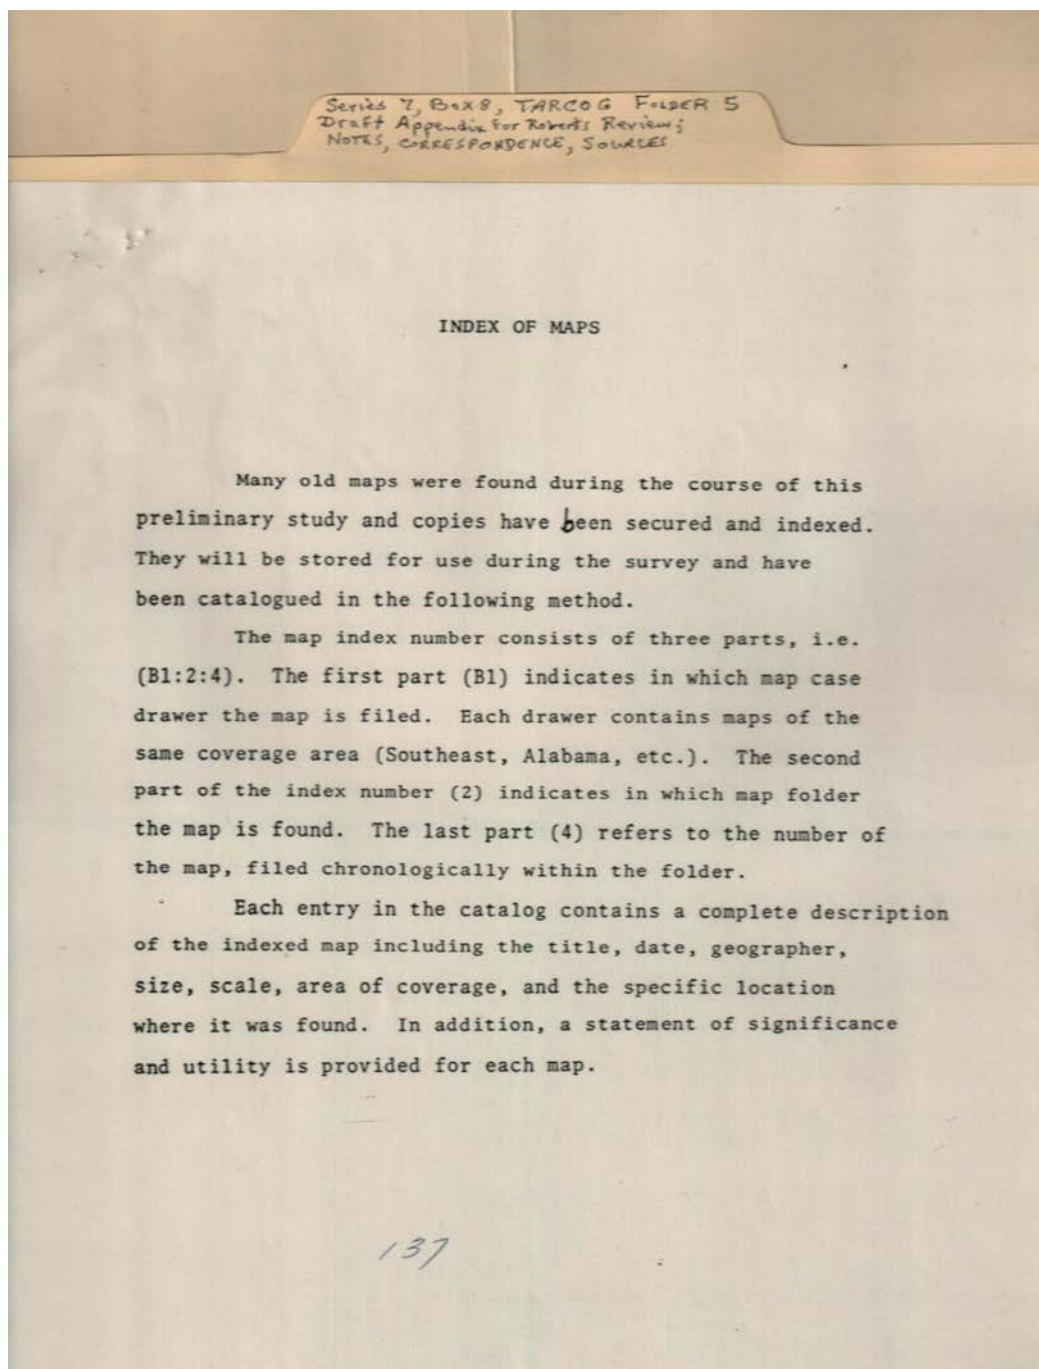 Series 7, Box 8, TARCOG FOLDER 5
Draft Appendix for Roberts Review;
NOTES, CORRESPONDENCE, SOURCES
INDEX OF MAPS
Many old maps were found during the course of this
preliminary study and copies have been secured and indexed.
They will be stored for use during the survey and have
been catalogued in the following method.
The map index number consists of three parts, i.e.
(B1:2:4). The first part (B1) indicates in which map case
drawer the map is filed. Each drawer contains maps of the
same coverage area (Southeast, Alabama, etc.). The second
part of the index number (2) indicates in which map folder
the map is found. The last part (4) refers to the number of
the map, filed chronologically within the folder.
Each entry in the catalog contains a complete description
of the indexed map including the title, date, geographer,
size, scale, area of coverage, and the specific location
where it was found. In addition, a statement of significance
and utility is provided for each map.
137